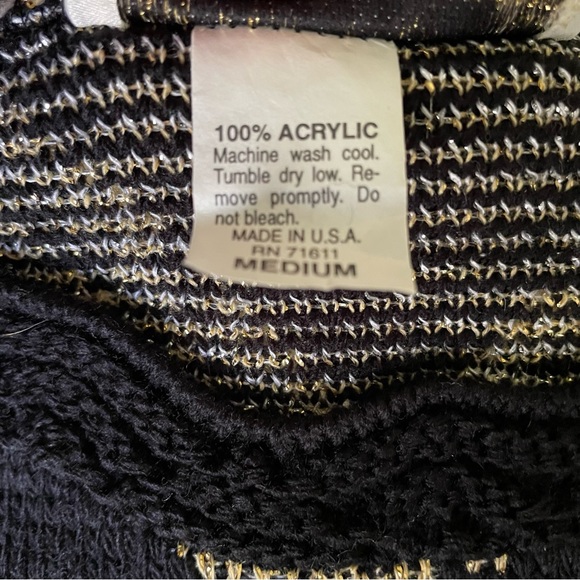 100% ACRYLIC
Machine wash cool.
Tumble dry low. Re-
move promptly. Do
not bleach.
MADE IN U.S.A.
RN 71611
MEDIUM